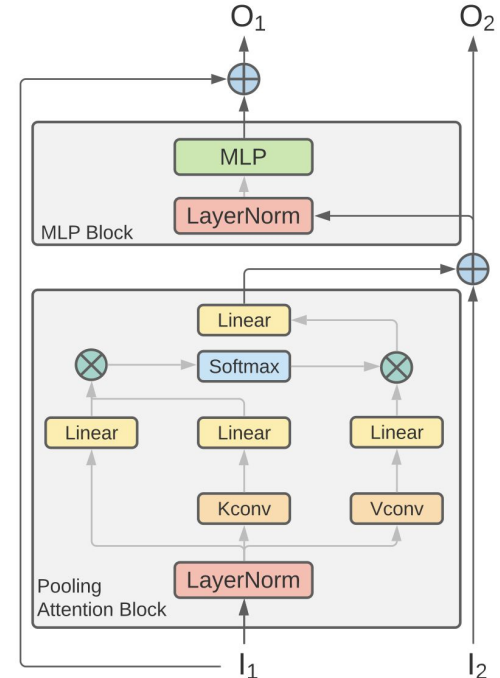 O1 O2
MLP
LayerNorm
MLP Block
Linear
Softmax
Linear Linear Linear
Kconv Vconv
LayerNorm
Pooling
Attention Block
I1 I2